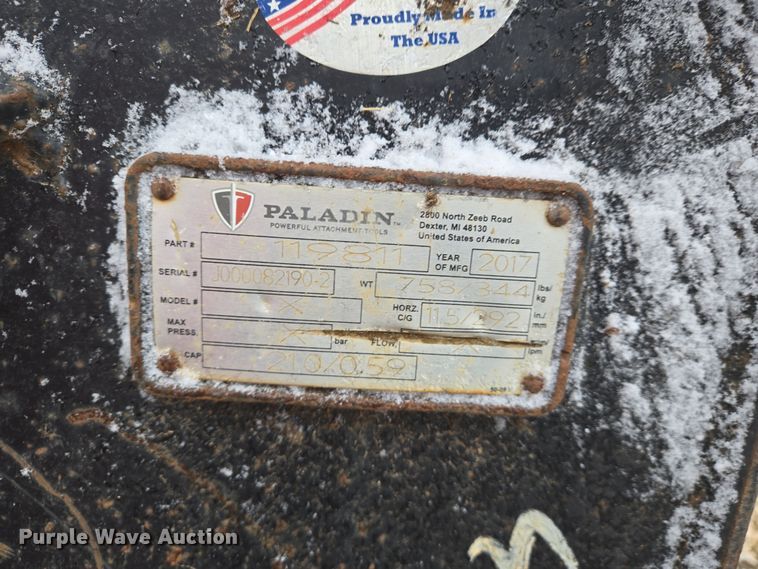 Proudly Made In
The USA
PALADIN™
POWERFUL ATTACHMENT TOOLS
2800 North Zeeb Road
Dexter, MI 48130
United States of America
PART # 119811 YEAR OF MFG 2017
SERIAL # J000082190-2 WT 758/344 lbs/kg
MODEL # X HORZ. C/G 11.5/292 in./mm
MAX PRESS. X bar FLOW X lpm
CAP 21.0/0.59
Purple Wave Auction